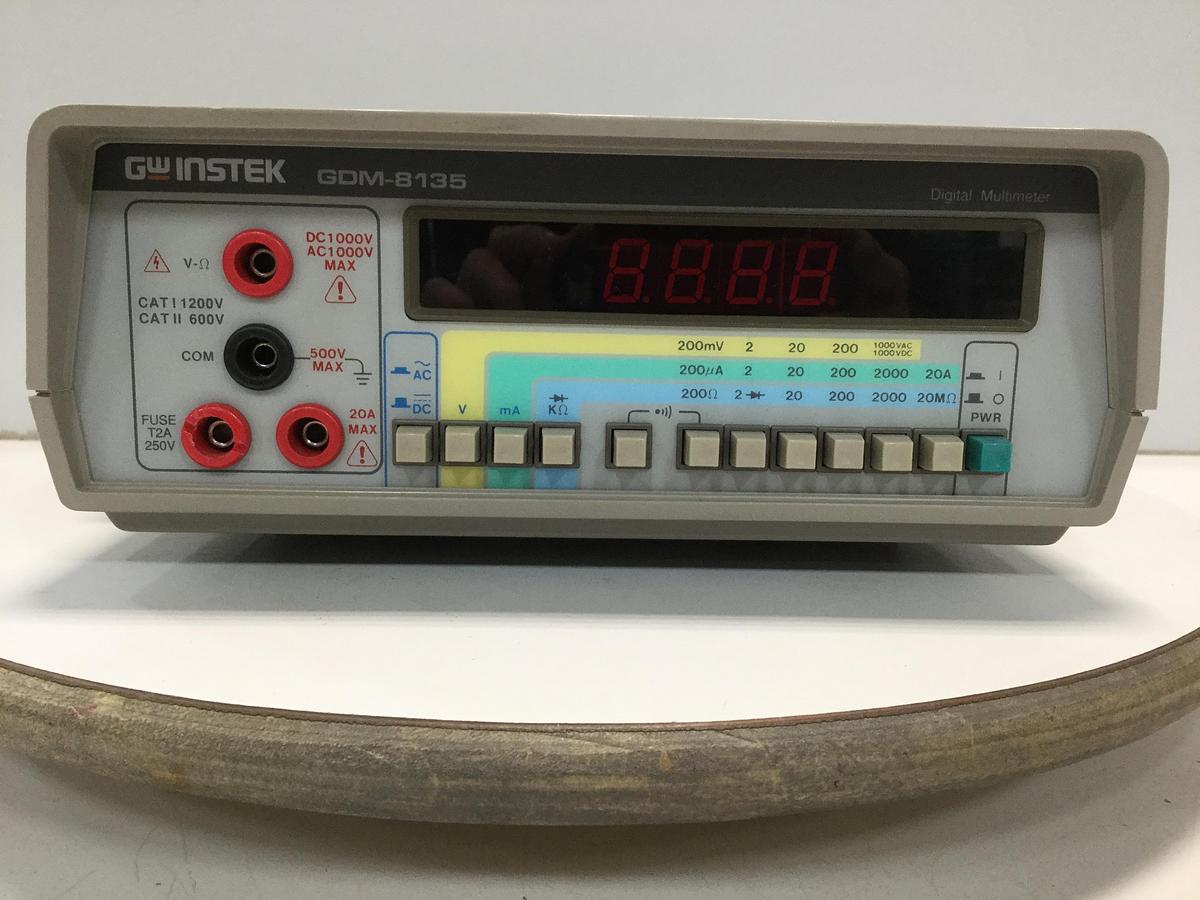 GW INSTEK GDM-8135
Digital Multimeter
V-Ω
DC1000V
AC1000V
MAX
CAT I 1200V
CAT II 600V
COM
500V
MAX
FUSE
T2A
250V
20A
MAX
8.8.8.8.
AC
DC
V
mA
KΩ
200mV 2 20 200 1000VAC
1000VDC
200µA 2 20 200 2000 20A
200Ω 2 20 200 2000 20MΩ
I
O
PWR